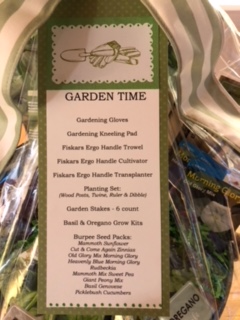 GARDEN TIME
Gardening Gloves
Gardening Kneeling Pad
Fiskars Ergo Handle Trowel
Fiskars Ergo Handle Cultivator
Fiskars Ergo Handle Transplanter
Planting Set:
(Wood Posts, Twine, Ruler & Dibble)
Garden Stakes - 6 count
Basil & Oregano Grow Kits
Burpee Seed Packs:
Mammoth Sunflower
Cut & Come Again Zinnias
Old Glory Mix Morning Glory
Heavenly Blue Morning Glory
Rudbeckia
Mammoth Mix Sweet Pea
Giant Peony Mix
Basil Genovese
Picklebush Cucumbers
Morning Glory
OREGANO